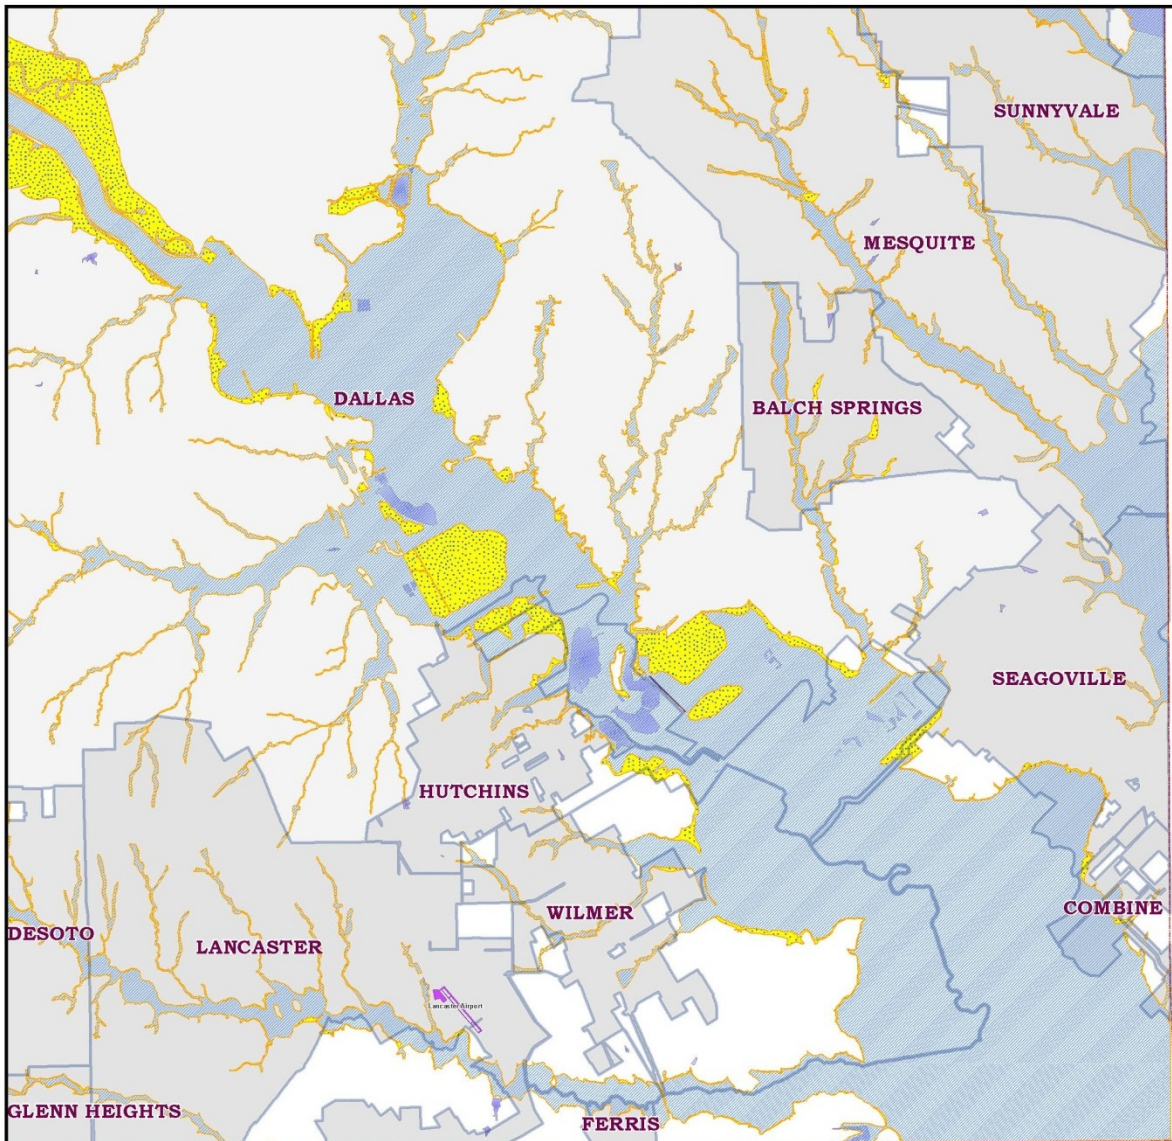 SUNNYVALE
MESQUITE
DALLAS
BALCH SPRINGS
SEAGOVILLE
HUTCHINS
WILMER
COMBINE
DESOTO
LANCASTER
Lancaster Airport
GLENN HEIGHTS
FERRIS